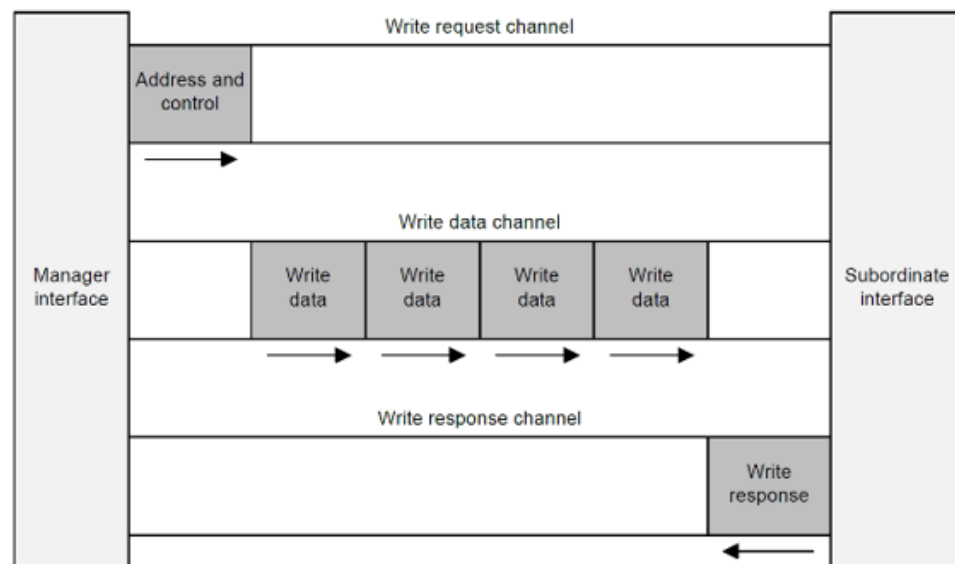 Write request channel
Address and
control
Write data channel
Manager
interface
Write
data
Write
data
Write
data
Write
data
Subordinate
interface
Write response channel
Write
response